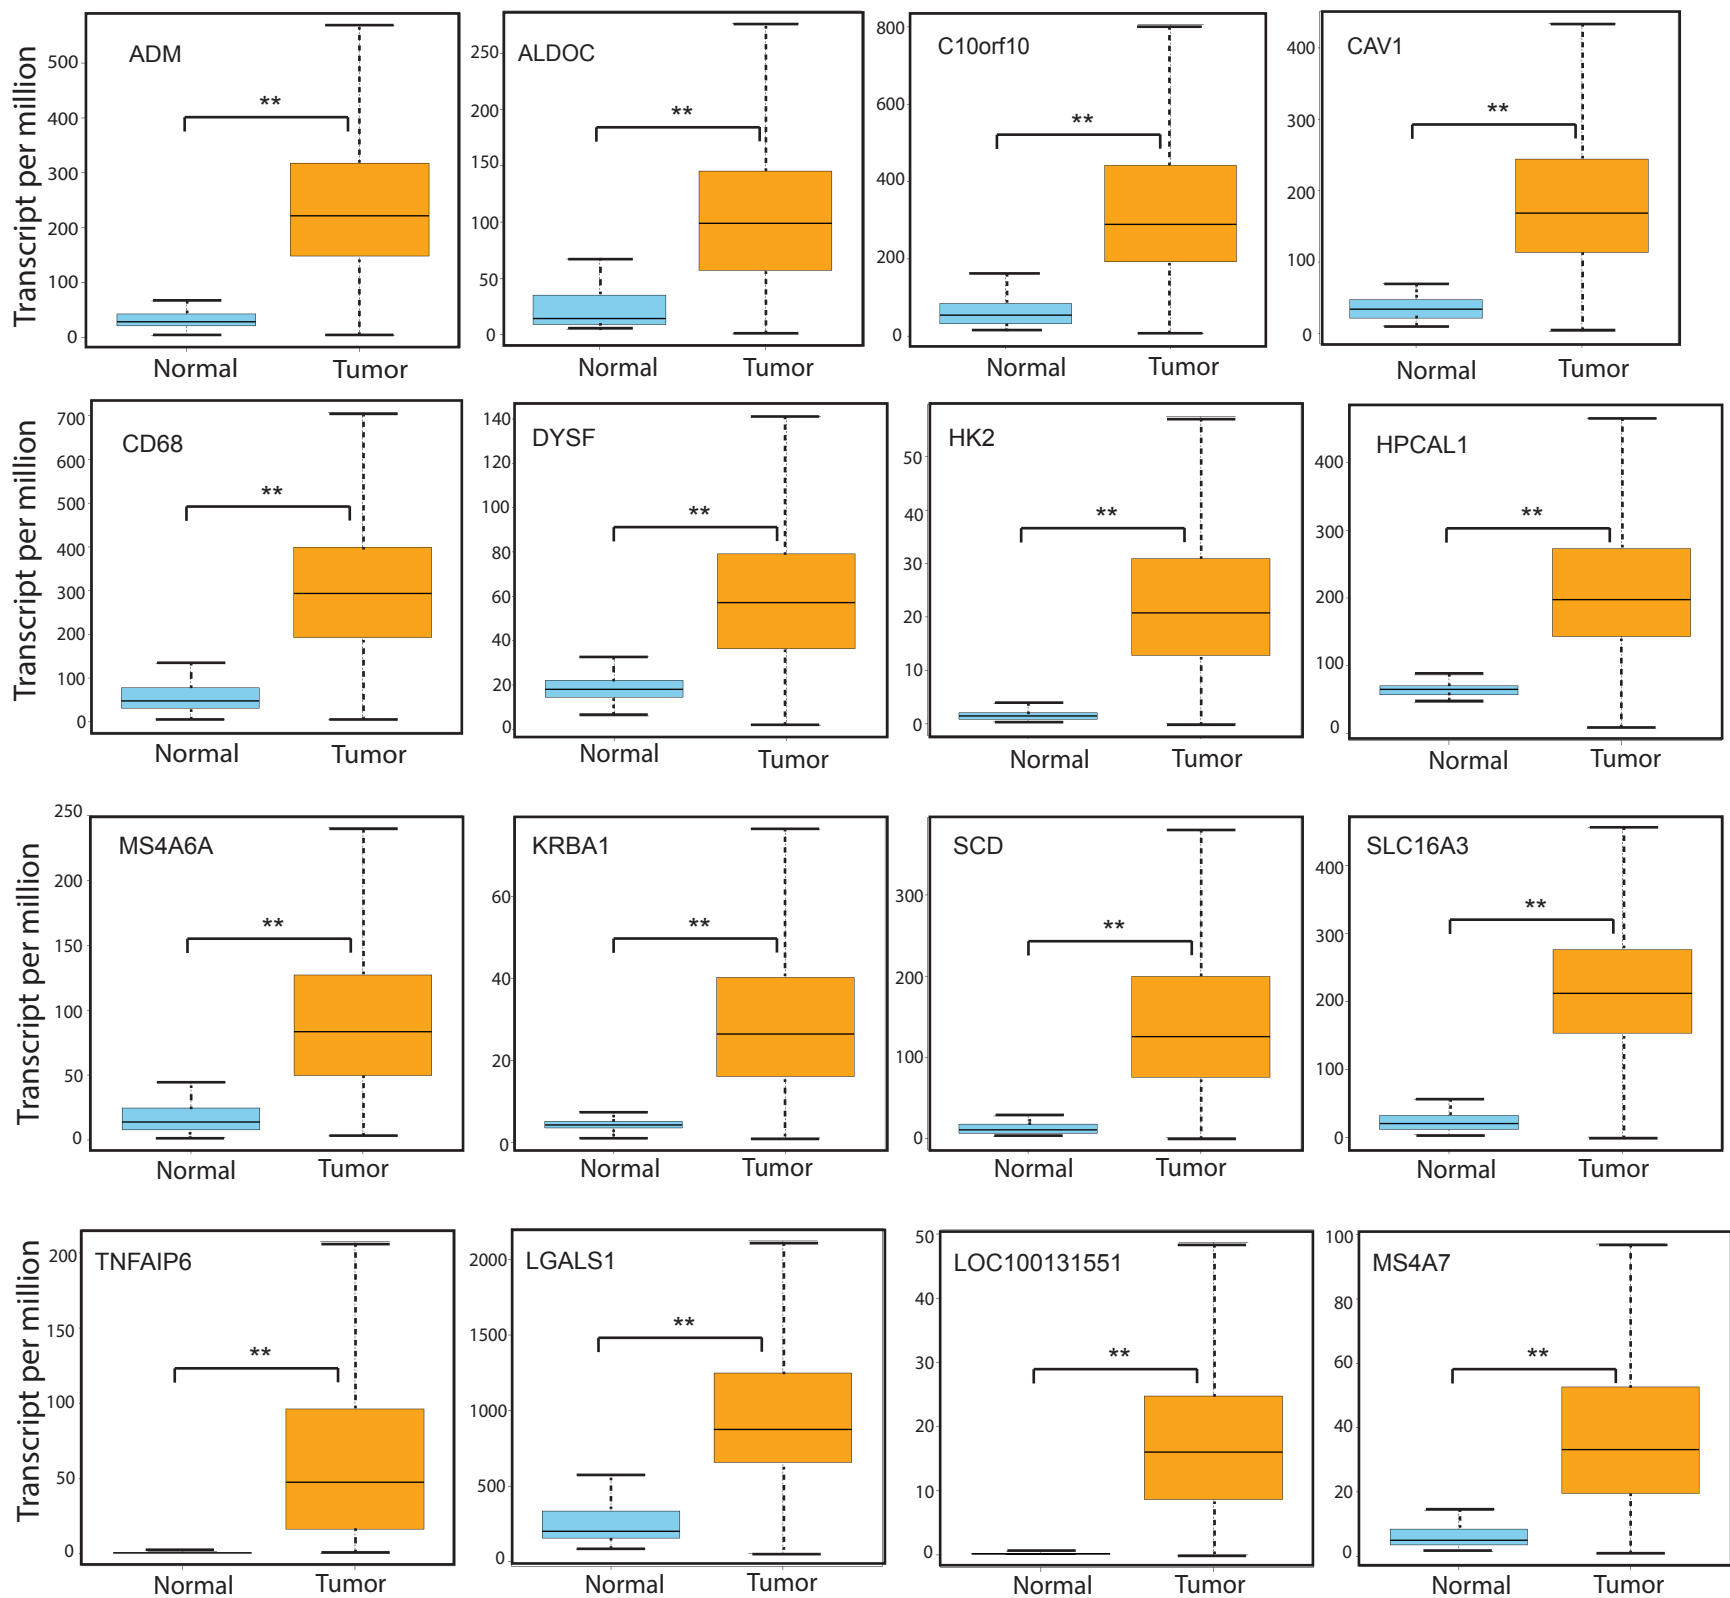 ADM
ALDOC
C10orf10
CAV1
Transcript per million
500
400
300
200
100
0
**
Normal
Tumor
250
200
150
100
50
0
**
Normal
Tumor
800
600
400
200
0
**
Normal
Tumor
400
300
200
100
0
**
Normal
Tumor
CD68
DYSF
HK2
HPCAL1
Transcript per million
700
600
500
400
300
200
100
0
**
Normal
Tumor
140
120
100
80
60
40
20
0
**
Normal
Tumor
50
40
30
20
10
0
**
Normal
Tumor
400
300
200
100
0
**
Normal
Tumor
MS4A6A
KRBA1
SCD
SLC16A3
Transcript per million
250
200
150
100
50
0
**
Normal
Tumor
60
40
20
0
**
Normal
Tumor
300
200
100
0
**
Normal
Tumor
400
300
200
100
0
**
Normal
Tumor
TNFAIP6
LGALS1
LOC100131551
MS4A7
Transcript per million
200
150
100
50
0
**
Normal
Tumor
2000
1500
1000
500
0
**
Normal
Tumor
50
40
30
20
10
0
**
Normal
Tumor
100
80
60
40
20
0
**
Normal
Tumor